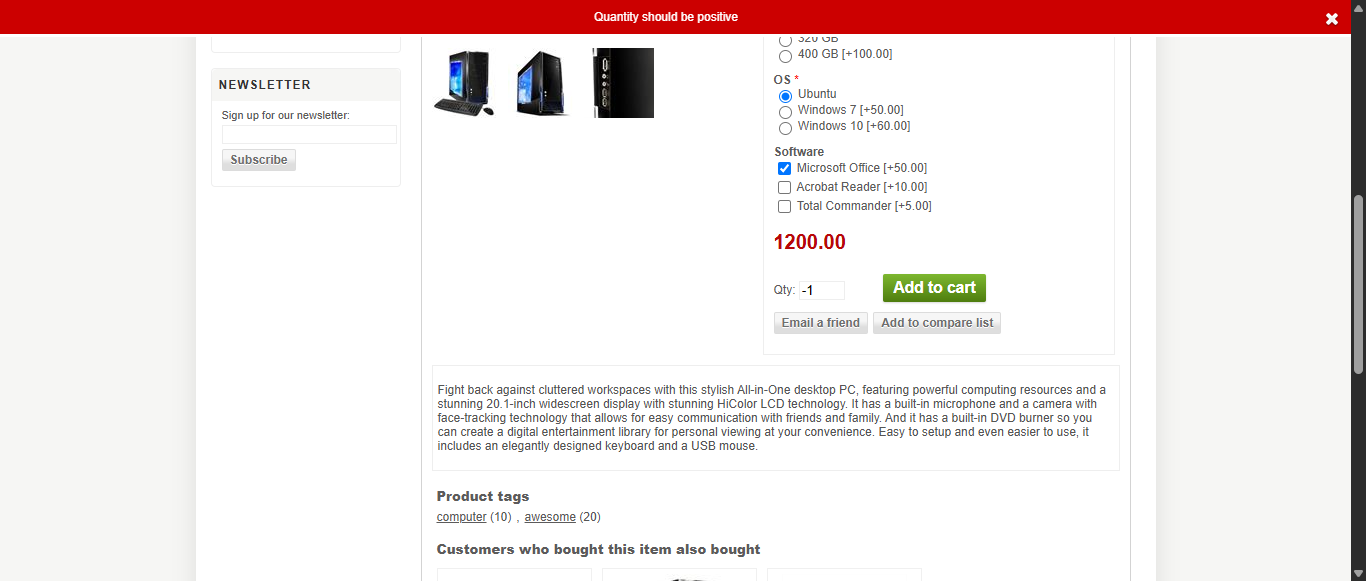 Quantity should be positive
NEWSLETTER
Sign up for our newsletter:
Subscribe
320 GB
400 GB [+100.00]
OS *
Ubuntu
Windows 7 [+50.00]
Windows 10 [+60.00]
Software
Microsoft Office [+50.00]
Acrobat Reader [+10.00]
Total Commander [+5.00]
1200.00
Qty: -1
Add to cart
Email a friend
Add to compare list
Fight back against cluttered workspaces with this stylish All-in-One desktop PC, featuring powerful computing resources and a
stunning 20.1-inch widescreen display with stunning HiColor LCD technology. It has a built-in microphone and a camera with
face-tracking technology that allows for easy communication with friends and family. And it has a built-in DVD burner so you
can create a digital entertainment library for personal viewing at your convenience. Easy to setup and even easier to use, it
includes an elegantly designed keyboard and a USB mouse.
Product tags
computer (10) , awesome (20)
Customers who bought this item also bought